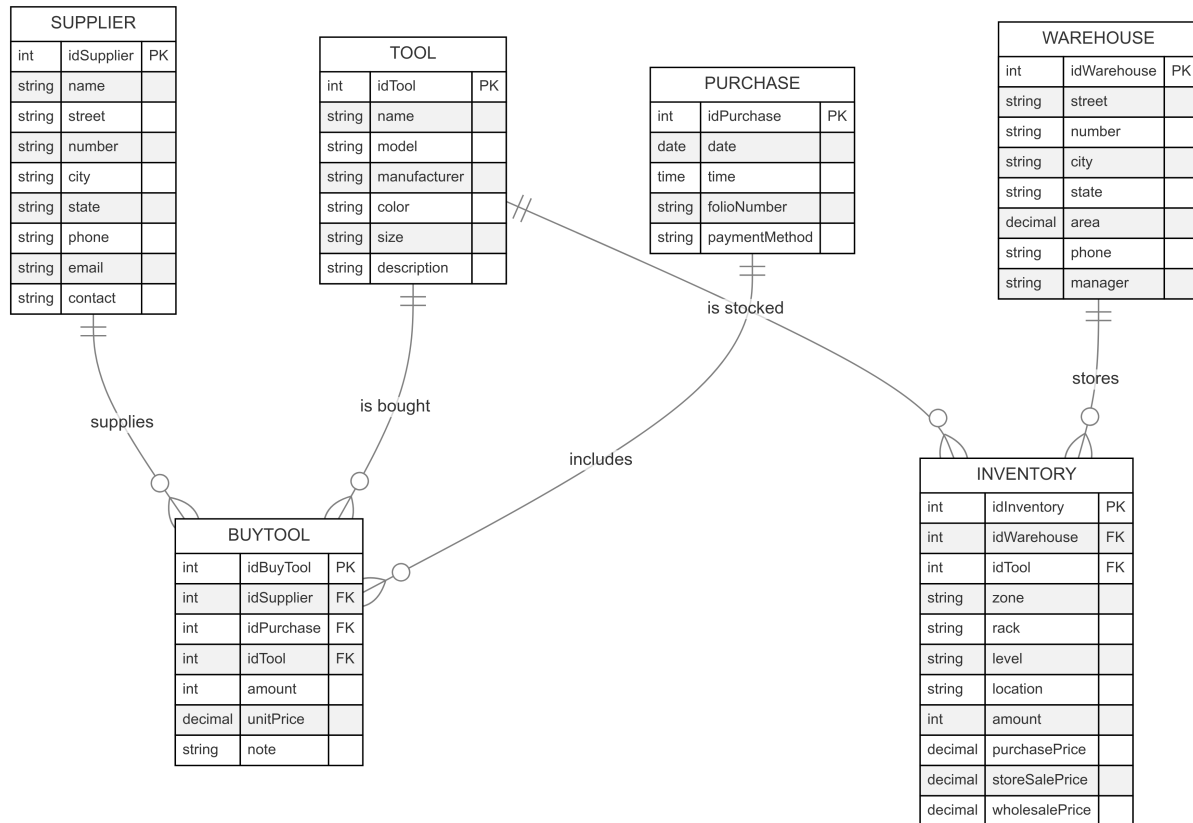 SUPPLIER
int idSupplier PK
string name
string street
string number
string city
string state
string phone
string email
string contact
TOOL
int idTool PK
string name
string model
string manufacturer
string color
string size
string description
PURCHASE
int idPurchase PK
date date
time time
string folioNumber
string paymentMethod
WAREHOUSE
int idWarehouse PK
string street
string number
string city
string state
decimal area
string phone
string manager
supplies
is bought
is stocked
includes
stores
BUYTOOL
int idBuyTool PK
int idSupplier FK
int idPurchase FK
int idTool FK
int amount
decimal unitPrice
string note
INVENTORY
int idInventory PK
int idWarehouse FK
int idTool FK
string zone
string rack
string level
string location
int amount
decimal purchasePrice
decimal storeSalePrice
decimal wholesalePrice